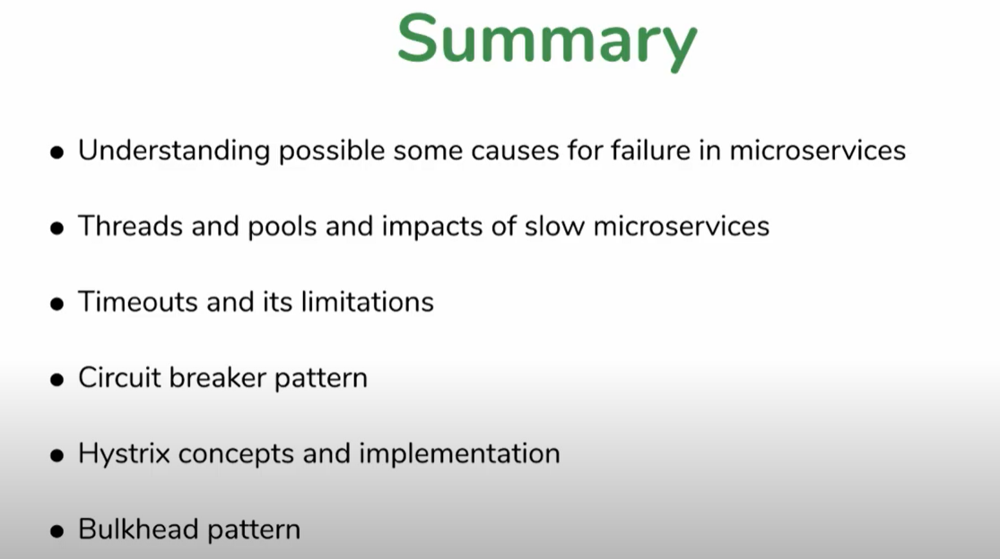 Summary
• Understanding possible some causes for failure in microservices
• Threads and pools and impacts of slow microservices
• Timeouts and its limitations
• Circuit breaker pattern
• Hystrix concepts and implementation
• Bulkhead pattern